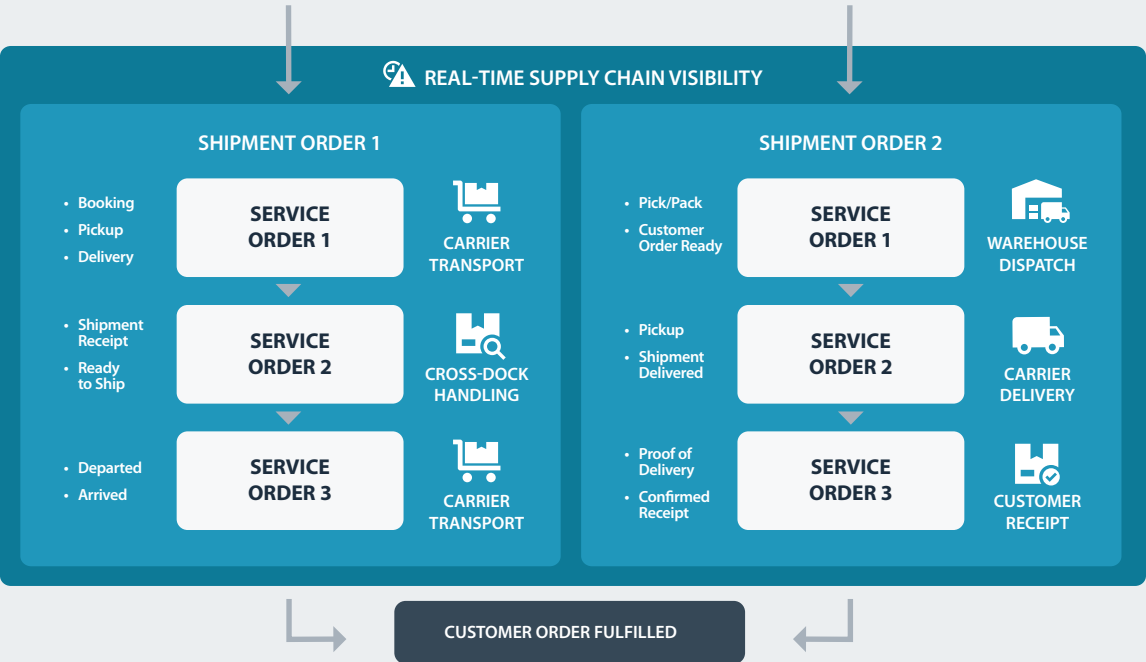 REAL-TIME SUPPLY CHAIN VISIBILITY
SHIPMENT ORDER 1
• Booking
• Pickup
• Delivery
SERVICE
ORDER 1
CARRIER
TRANSPORT
• Shipment
Receipt
• Ready
to Ship
SERVICE
ORDER 2
CROSS-DOCK
HANDLING
• Departed
• Arrived
SERVICE
ORDER 3
CARRIER
TRANSPORT
SHIPMENT ORDER 2
• Pick/Pack
• Customer
Order Ready
SERVICE
ORDER 1
WAREHOUSE
DISPATCH
• Pickup
• Shipment
Delivered
SERVICE
ORDER 2
CARRIER
DELIVERY
• Proof of
Delivery
• Confirmed
Receipt
SERVICE
ORDER 3
CUSTOMER
RECEIPT
CUSTOMER ORDER FULFILLED